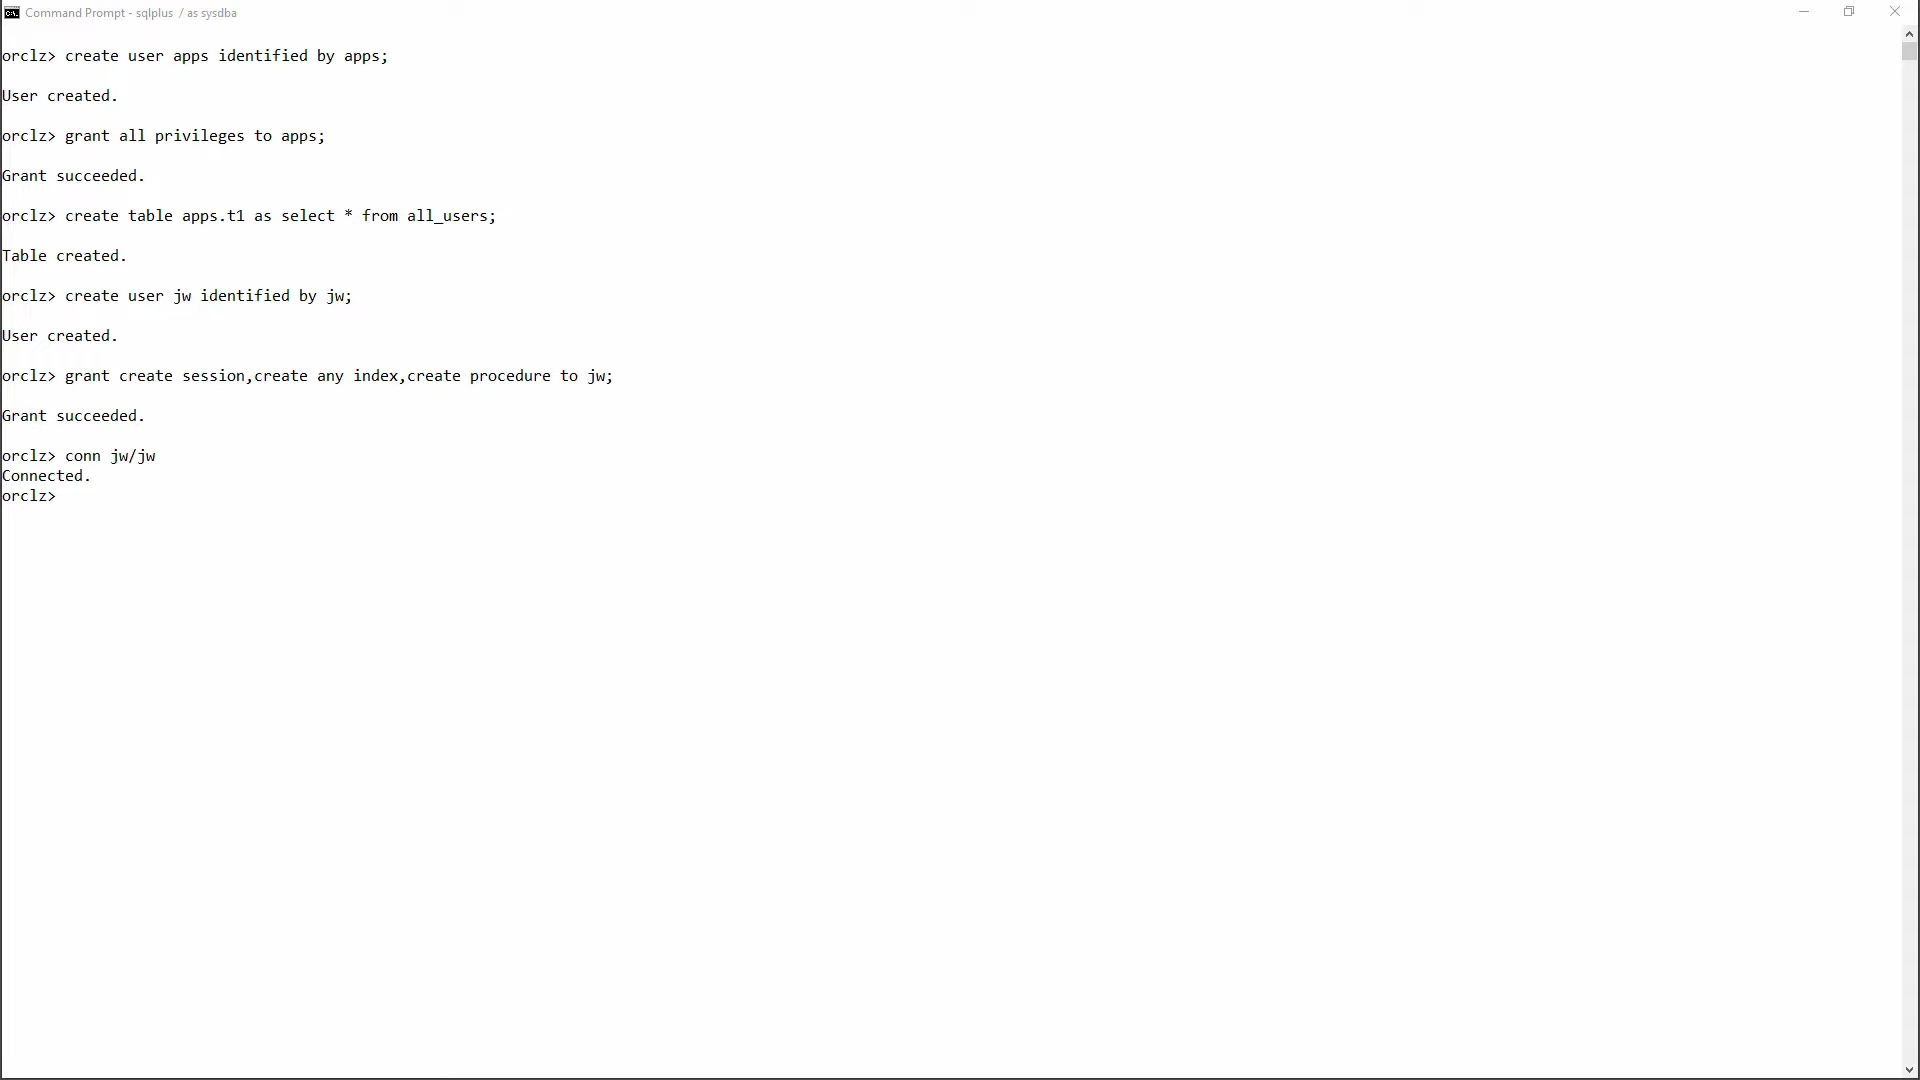 Command Prompt - sqlplus / as sysdba
orclz> create user apps identified by apps;
User created.
orclz> grant all privileges to apps;
Grant succeeded.
orclz> create table apps.t1 as select * from all_users;
Table created.
orclz> create user jw identified by jw;
User created.
orclz> grant create session,create any index,create procedure to jw;
Grant succeeded.
orclz> conn jw/jw
Connected.
orclz>